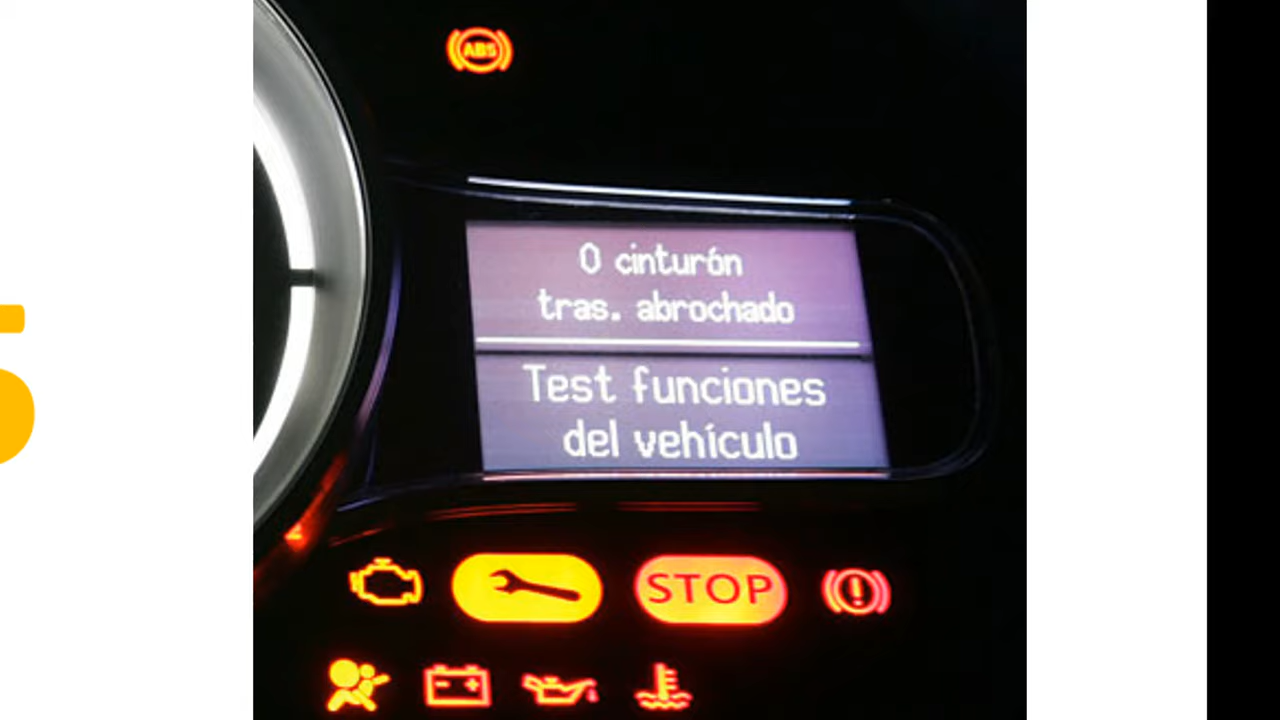 ABS
0 cinturón
tras. abrochado
Test funciones
del vehículo
STOP